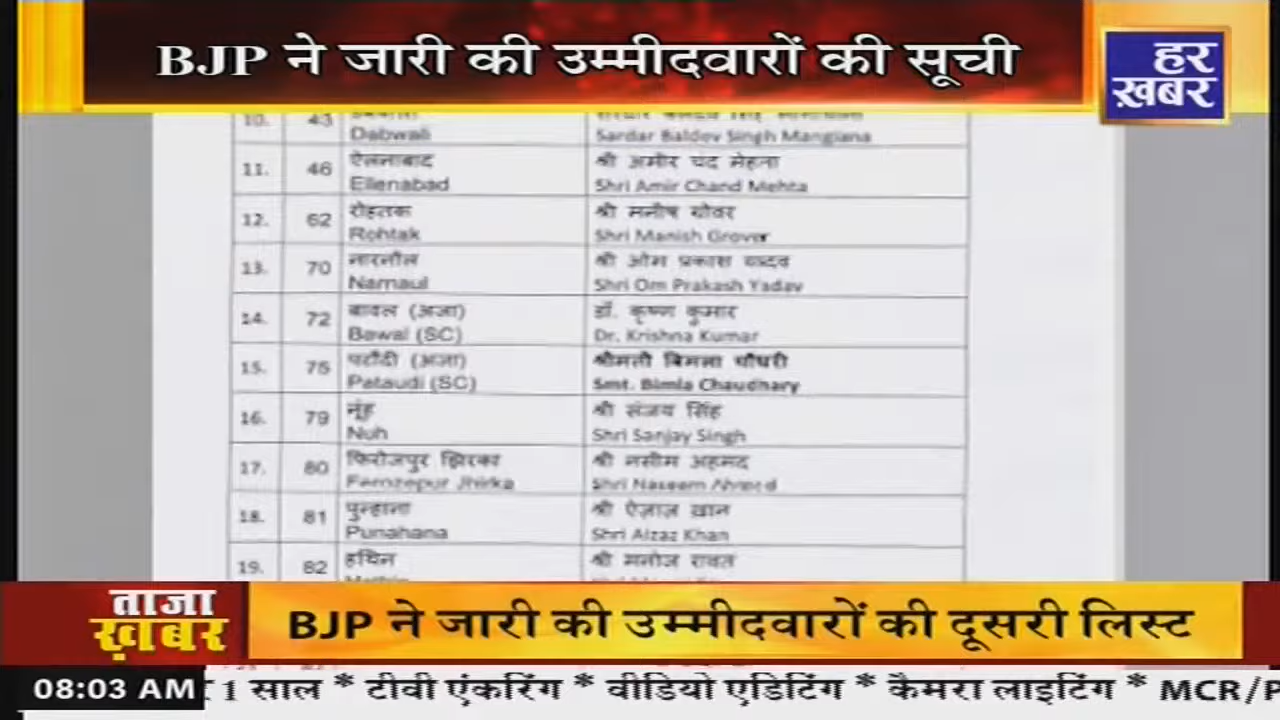 BJP ने जारी की उम्मीदवारों की सूची
हर
ख़बर
10. 43
Dabwali Sardar Baldev Singh Mangiana
11. 46 ऐलनाबाद श्री अमीर चंद मेहता
Ellenabad Shri Amir Chand Mehta
12. 62 रोहतक श्री मनीष ग्रोवर
Rohtak Shri Manish Grover
13. 70 नारनौल श्री ओम प्रकाश यादव
Narnaul Shri Om Prakash Yadav
14. 72 बावल (अजा) डॉ. कृष्ण कुमार
Bawal (SC) Dr. Krishna Kumar
15. 75 पटौदी (अजा) श्रीमती बिमला चौधरी
Pataudi (SC) Smt. Bimla Chaudhary
16. 79 नूंह श्री संजय सिंह
Nuh Shri Sanjay Singh
17. 80 फिरोजपुर झिरका श्री नसीम अहमद
Ferozepur Jhirka Shri Naseem Ahmed
18. 81 पुन्हाना श्री ऐज़ाज़ खान
Punahana Shri Aizaz Khan
19. 82 हथिन श्री मनोज रावत
ताजा
ख़बर
BJP ने जारी की उम्मीदवारों की दूसरी लिस्ट
08:03 AM 1 साल * टीवी एंकरिंग * वीडियो एडिटिंग * कैमरा लाइटिंग * MCR/P